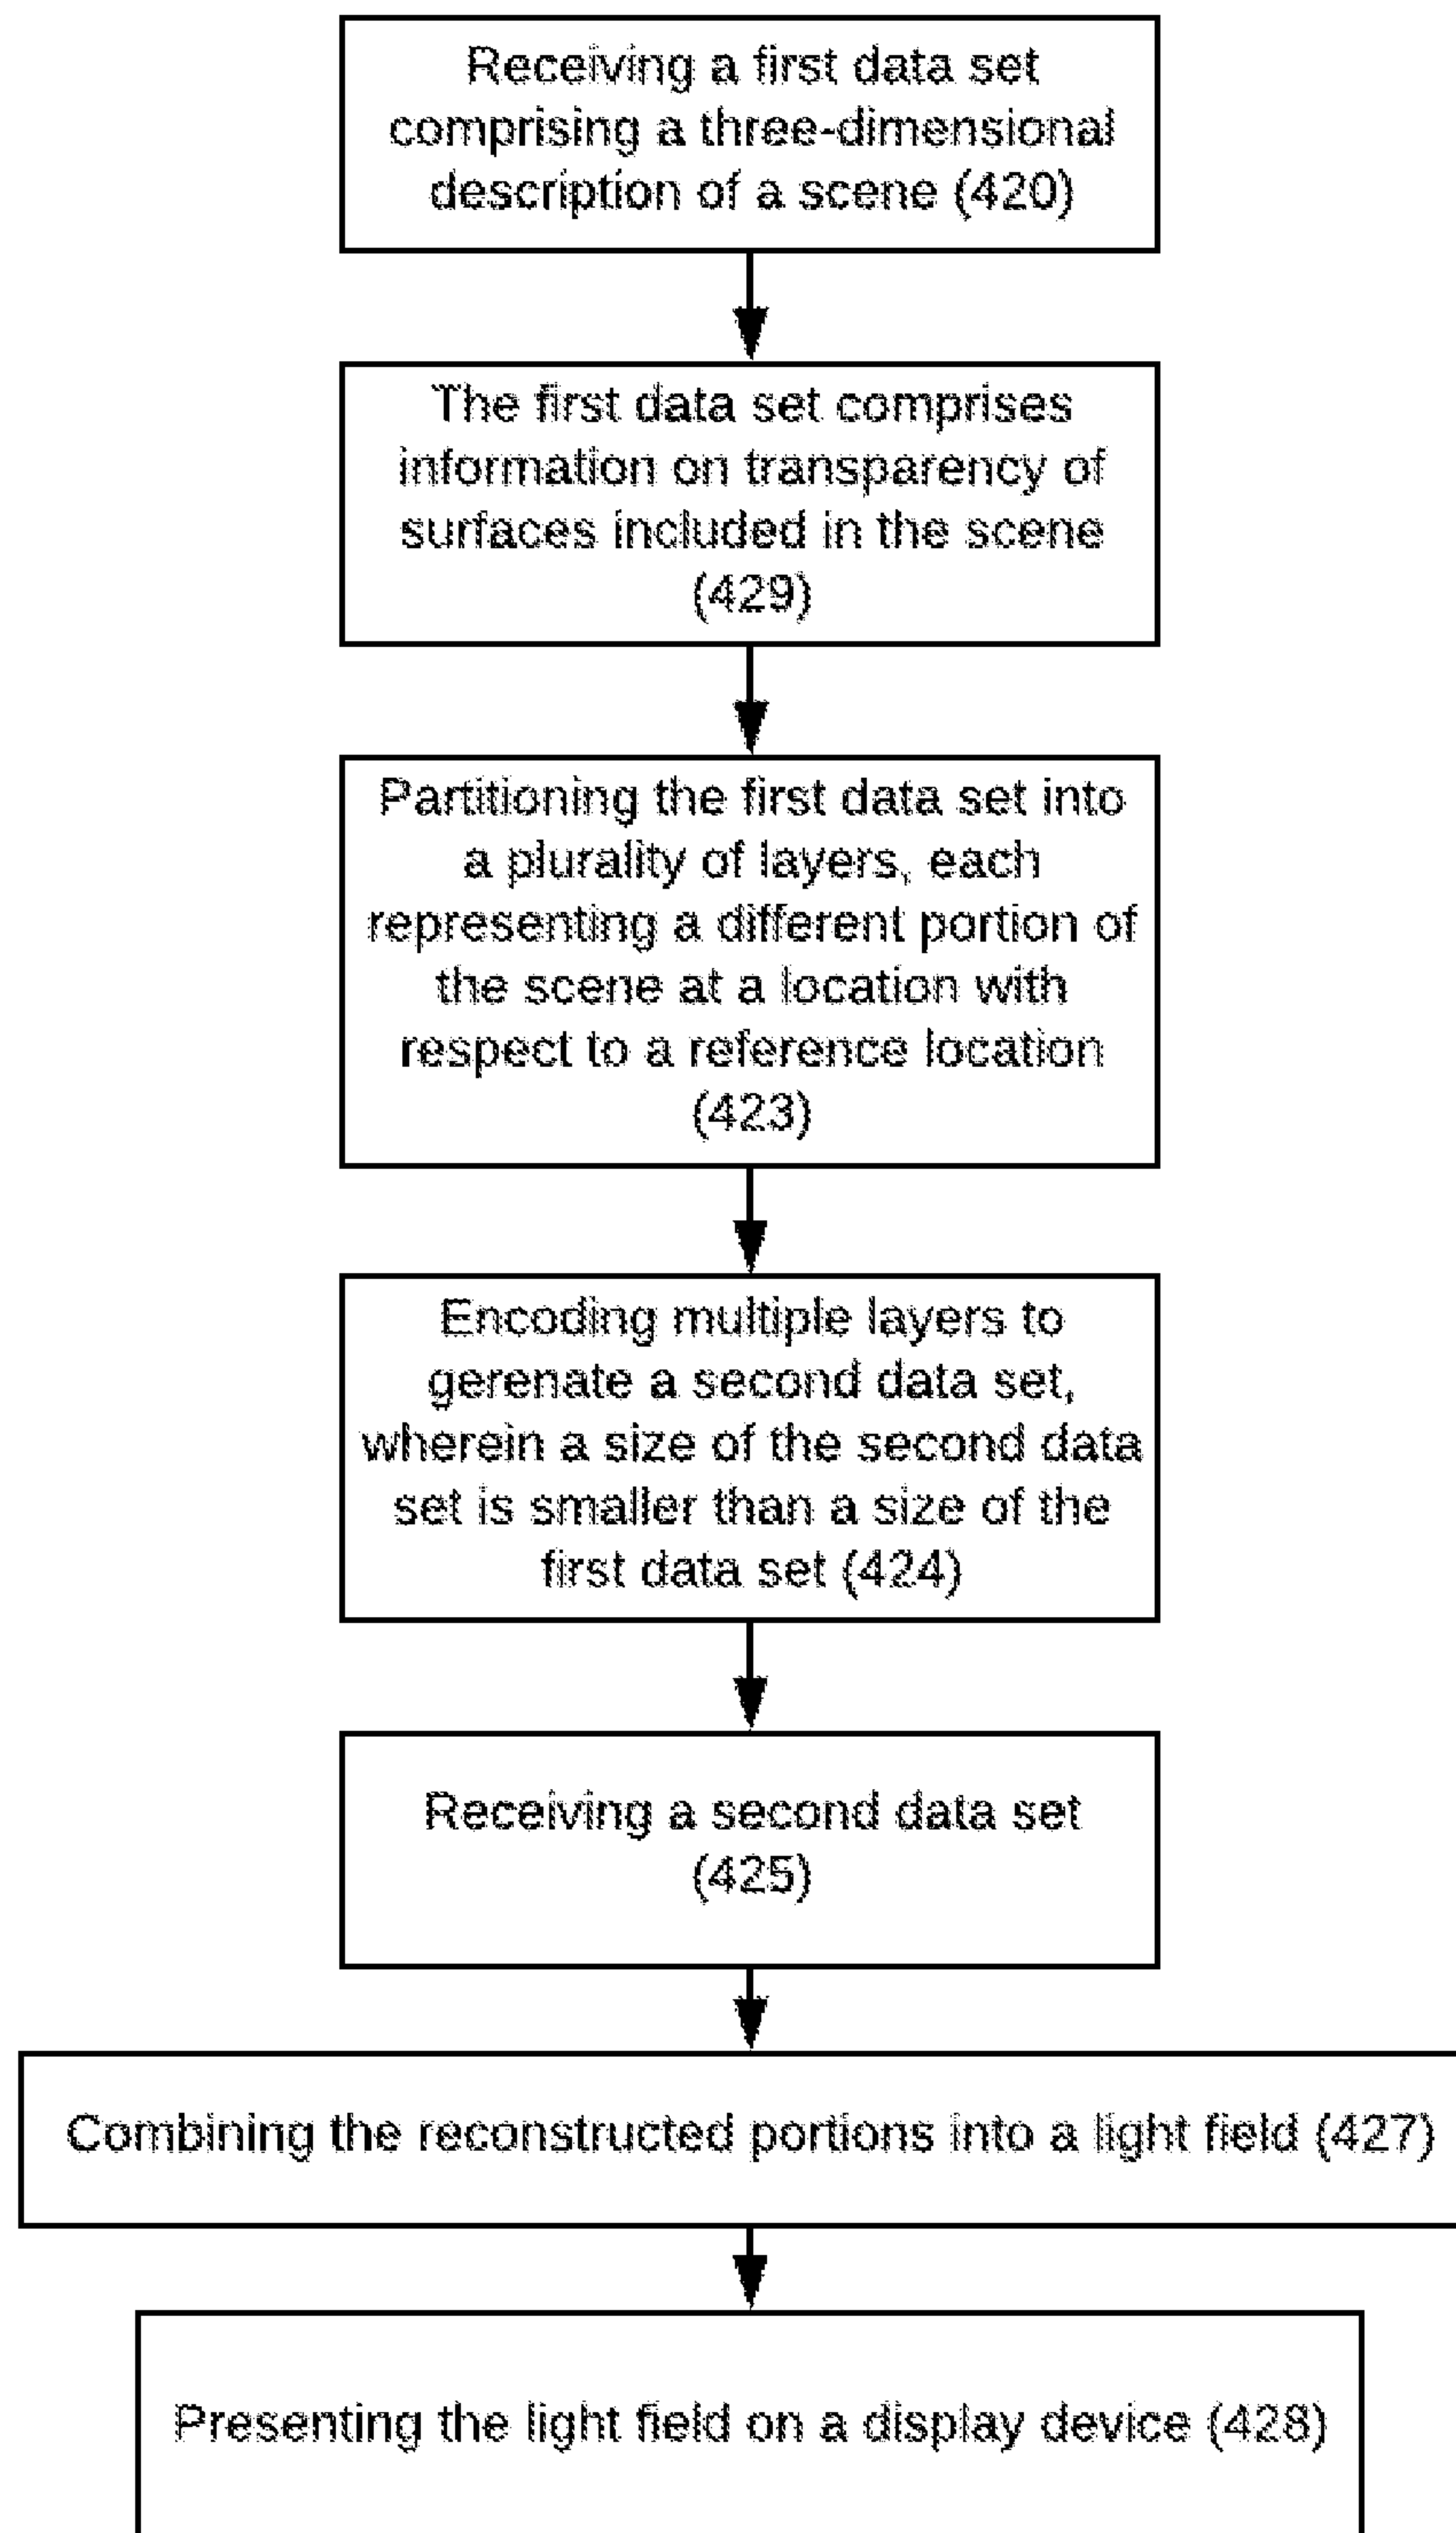 Receiving a first data set
comprising a three-dimensional
description of a scene (420)
The first data set comprises
information on transparency of
surfaces included in the scene
(429)
Partitioning the first data set into
a plurality of layers, each
representing a different portion of
the scene at a location with
respect to a reference location
(423)
Encoding multiple layers to
gerenate a second data set,
wherein a size of the second data
set is smaller than a size of the
first data set (424)
Receiving a second data set
(425)
Combining the reconstructed portions into a light field (427)
Presenting the light field on a display device (428)